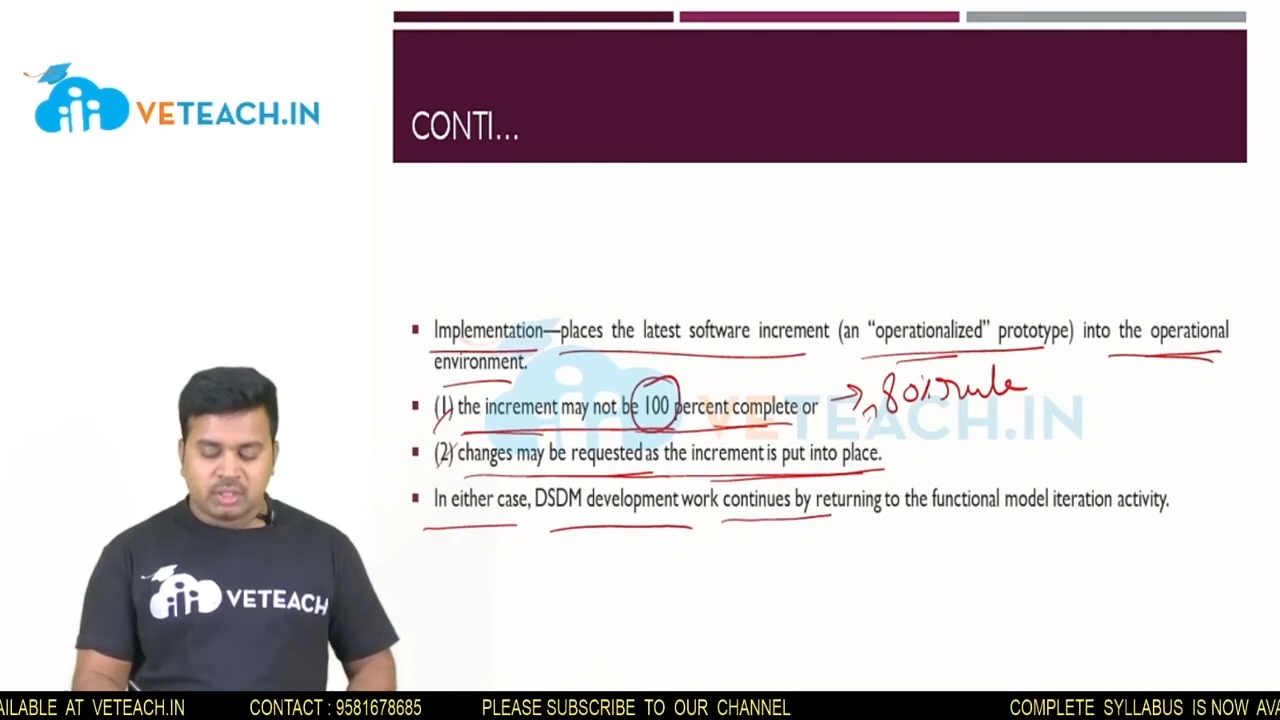 VETEACH.IN
CONTI...
Implementation—places the latest software increment (an “operationalized” prototype) into the operational
environment.
(1) the increment may not be 100 percent complete or
→ 80% rule
(2) changes may be requested as the increment is put into place.
In either case, DSDM development work continues by returning to the functional model iteration activity.
VETEACH.IN
VETEACH
AILABLE AT VETEACH.IN CONTACT : 9581678685 PLEASE SUBSCRIBE TO OUR CHANNEL COMPLETE SYLLABUS IS NOW AVA